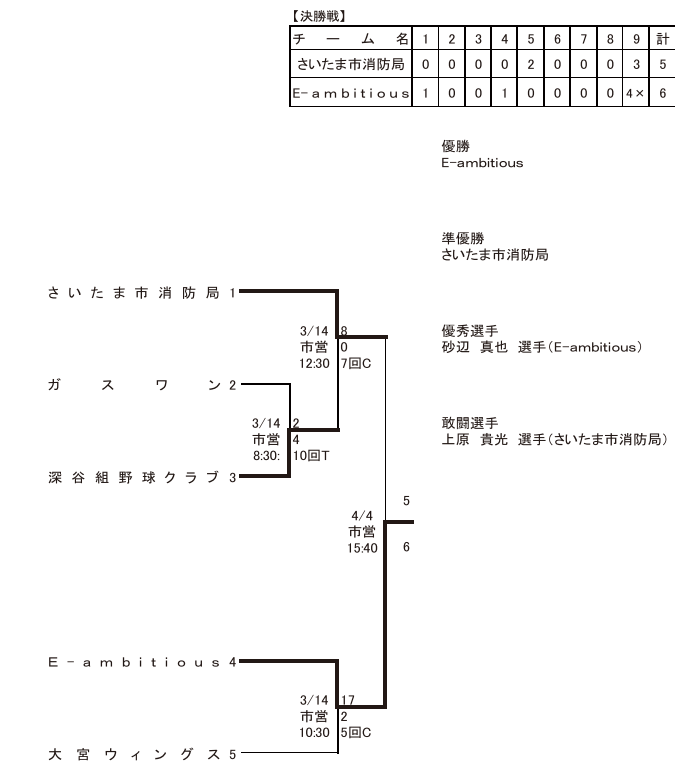 【決勝戦】
チーム名 1 2 3 4 5 6 7 8 9 計
さいたま市消防局 0 0 0 0 2 0 0 0 3 5
E-ambitious 1 0 0 1 0 0 0 0 4× 6
優勝
E-ambitious
準優勝
さいたま市消防局
さいたま市消防局 1
3/14 8
市営 0
12:30 7回C
優秀選手
砂辺 真也 選手(E-ambitious)
ガスワン 2
3/14 2
市営 4
8:30: 10回T
敢闘選手
上原 貴光 選手(さいたま市消防局)
深谷組野球クラブ 3
5
4/4
市営
15:40 6
E-ambitious 4
3/14 17
市営 2
10:30 5回C
大宮ウィングス 5